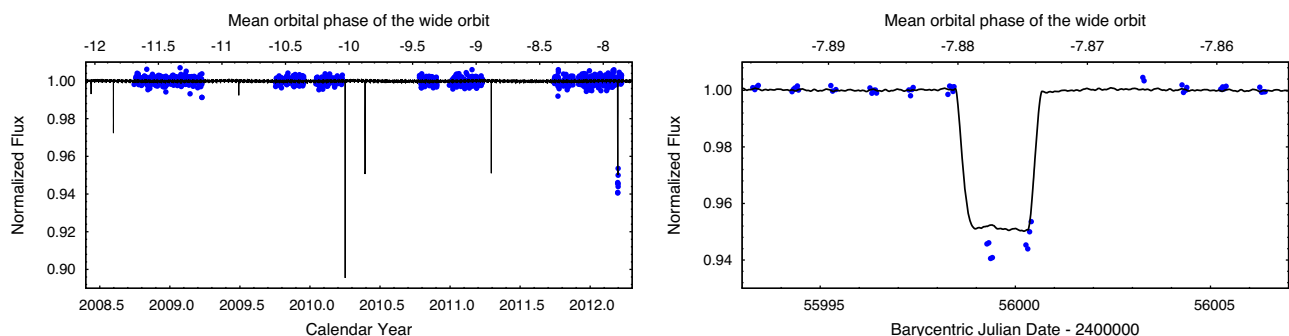 Mean orbital phase of the wide orbit
-12 -11.5 -11 -10.5 -10 -9.5 -9 -8.5 -8
1.00
0.98
0.96
0.94
0.92
0.90
Normalized Flux
2008.5 2009.0 2009.5 2010.0 2010.5 2011.0 2011.5 2012.0
Calendar Year
Mean orbital phase of the wide orbit
-7.89 -7.88 -7.87 -7.86
1.00
0.98
0.96
0.94
Normalized Flux
55995 56000 56005
Barycentric Julian Date - 2400000